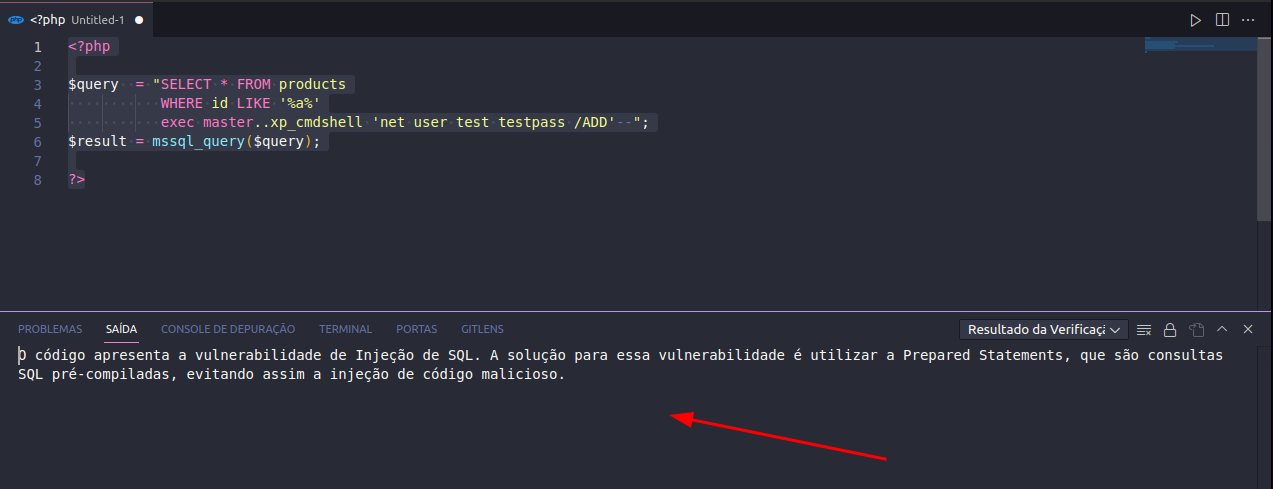 php <?php Untitled-1
1 <?php
2
3 $query = "SELECT * FROM products
4 WHERE id LIKE '%a%'
5 exec master..xp_cmdshell 'net user test testpass /ADD'--";
6 $result = mssql_query($query);
7
8 ?>
PROBLEMAS SAÍDA CONSOLE DE DEPURAÇÃO TERMINAL PORTAS GITLENS Resultado da Verificaç
O código apresenta a vulnerabilidade de Injeção de SQL. A solução para essa vulnerabilidade é utilizar a Prepared Statements, que são consultas
SQL pré-compiladas, evitando assim a injeção de código malicioso.